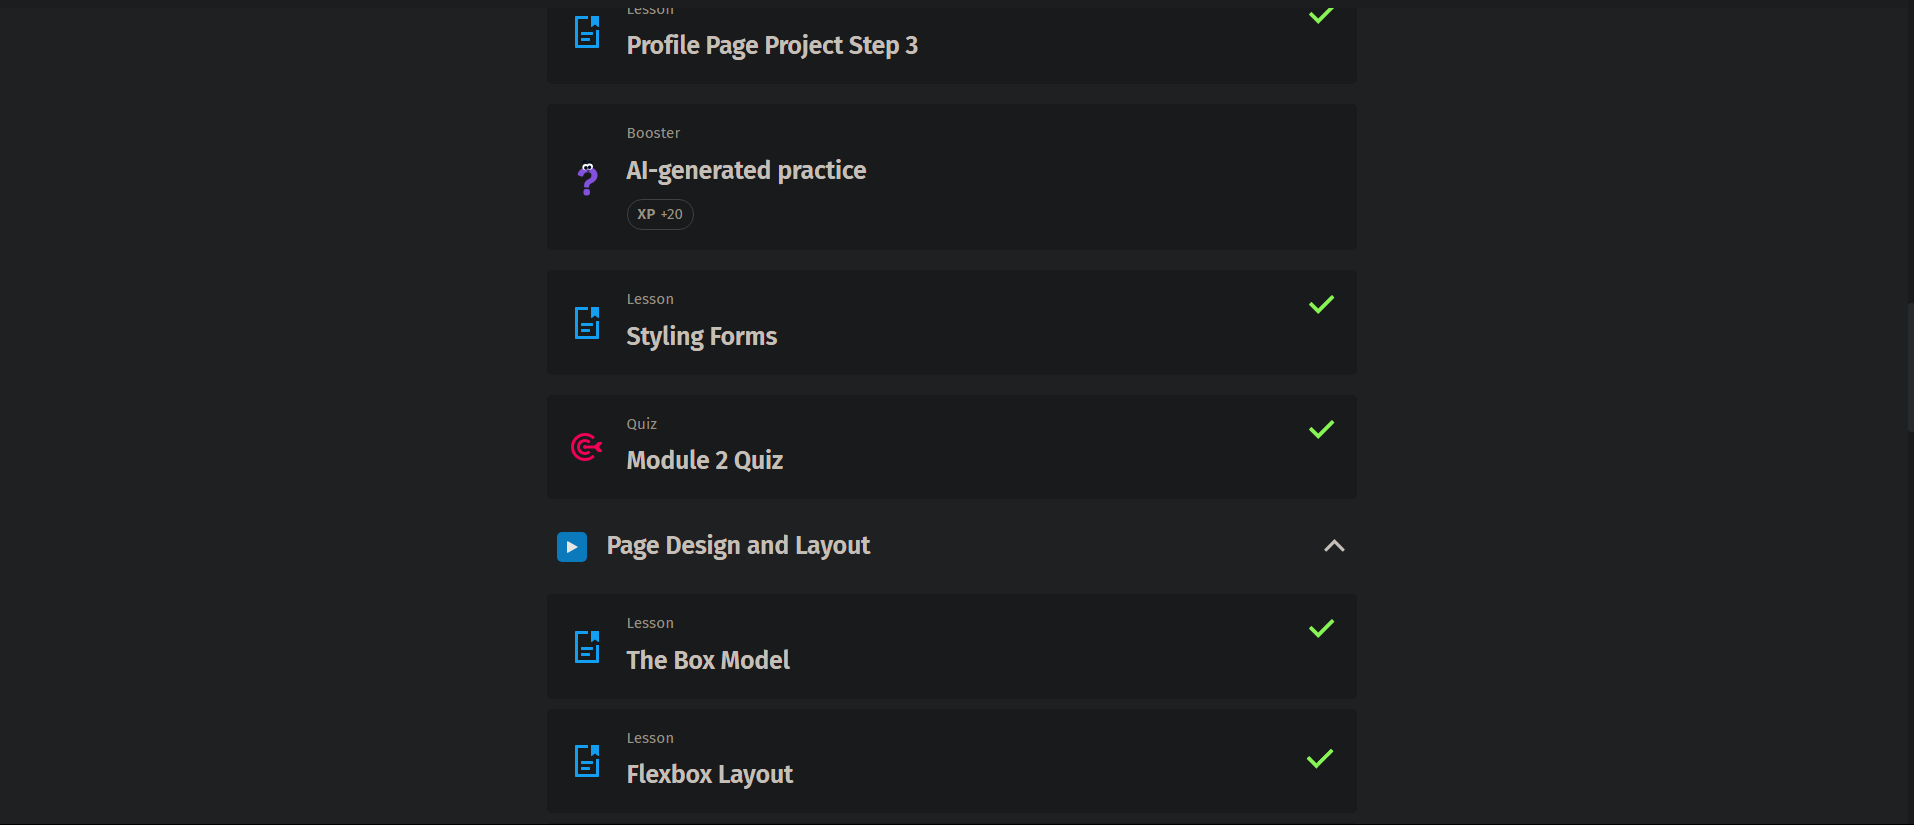 Lesson
Profile Page Project Step 3
Booster
AI-generated practice
XP +20
Lesson
Styling Forms
Quiz
Module 2 Quiz
Page Design and Layout
Lesson
The Box Model
Lesson
Flexbox Layout